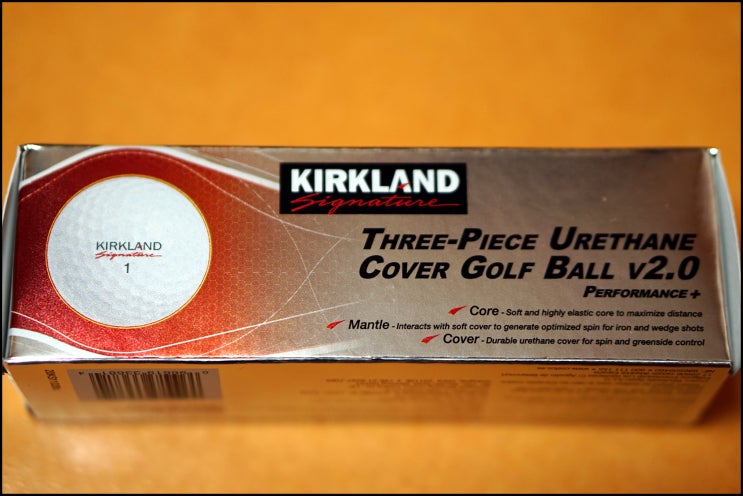 KIRKLAND
Signature
1
KIRKLAND
Signature
THREE-PIECE URETHANE
COVER GOLF BALL V2.0
PERFORMANCE+
Core - Soft and highly elastic core to maximize distance
Mantle - Interacts with soft cover to generate optimized spin for iron and wedge shots
Cover - Durable urethane cover for spin and greenside control